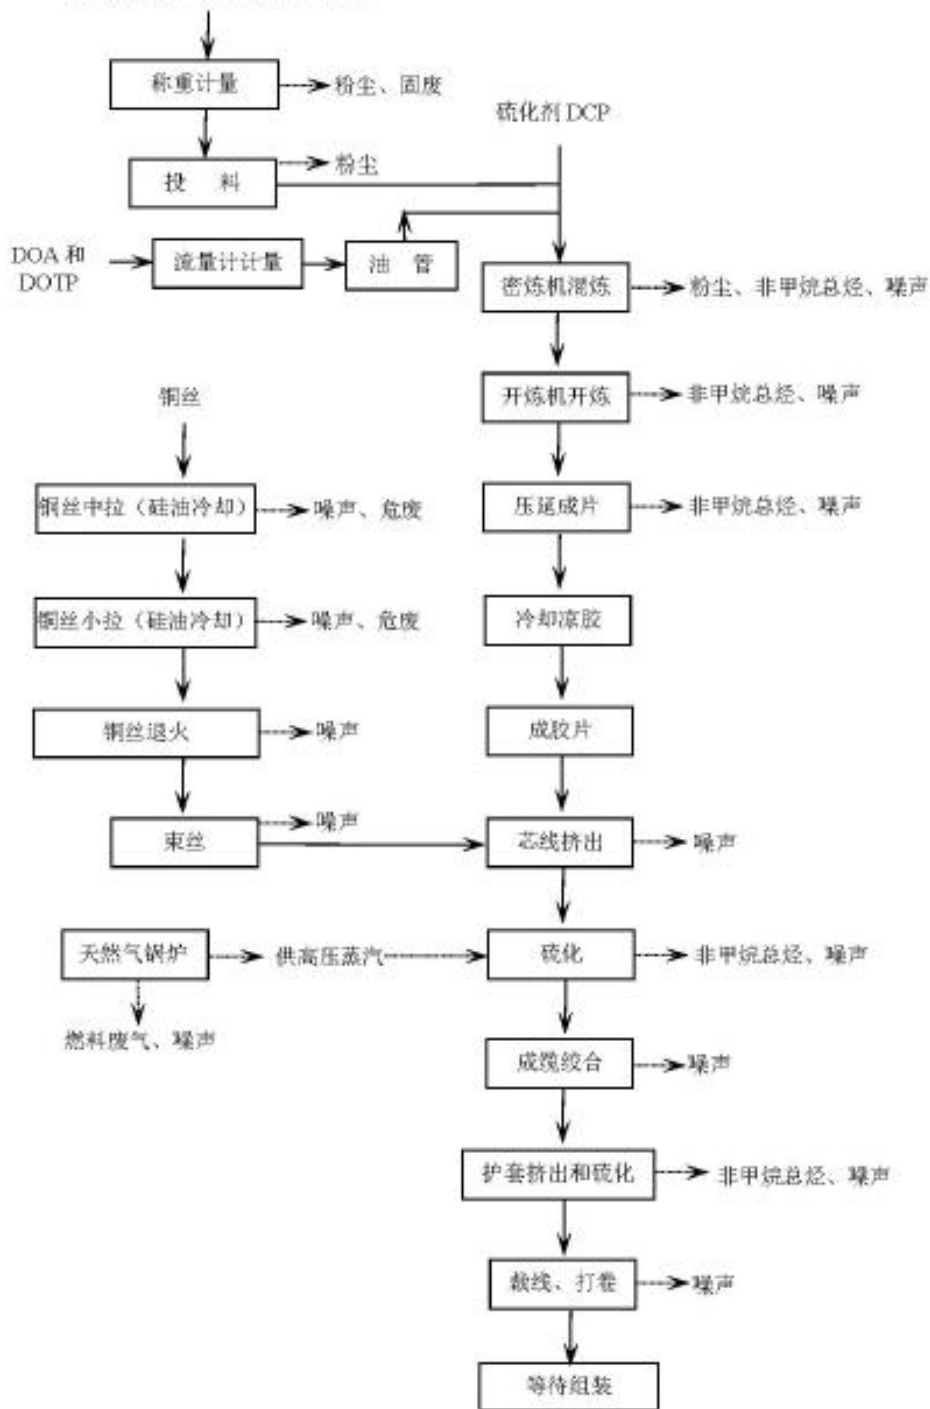 称重计量
粉尘、固废
硫化剂 DCP
投 料
粉尘
DOA 和
DOTP
流量计计量
油 管
密炼机混炼
粉尘、非甲烷总烃、噪声
铜丝
开炼机开炼
非甲烷总烃、噪声
铜丝中拉（硅油冷却）
噪声、危废
压延成片
非甲烷总烃、噪声
铜丝小拉（硅油冷却）
噪声、危废
冷却凉胶
铜丝退火
噪声
成胶片
束丝
噪声
芯线挤出
噪声
天然气锅炉
供高压蒸汽
硫化
非甲烷总烃、噪声
燃料废气、噪声
成缆绞合
噪声
护套挤出和硫化
非甲烷总烃、噪声
裁线、打卷
噪声
等待组装